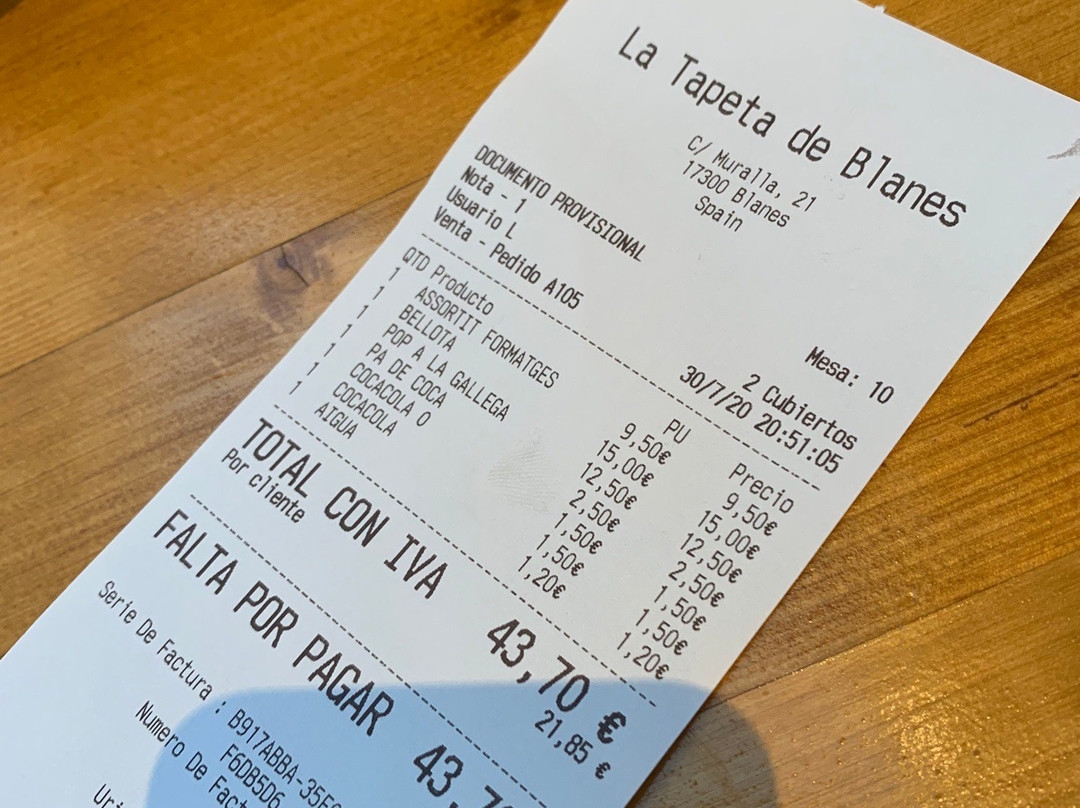 La Tapeta de Blanes
C/ Muralla, 21
17300 Blanes
Spain
DOCUMENTO PROVISIONAL
Nota - 1
Usuario L
Venta - Pedido A105
Mesa: 10
2 Cubiertos
30/7/20 20:51:05
QTD Producto PU Precio
1 ASSORTIT FORMATGES 9,50€ 9,50€
1 BELLOTA 15,00€ 15,00€
1 POP A LA GALLEGA 12,50€ 12,50€
1 PA DE COCA 2,50€ 2,50€
1 COCACOLA 0 1,50€ 1,50€
1 COCACOLA 1,50€ 1,50€
1 AIGUA 1,20€ 1,20€
TOTAL CON IVA 43,70 €
Por cliente 21,85 €
FALTA POR PAGAR 43,7
Serie De Factura : B917ABBA-35F
F6DB5D6
Numero De Fact